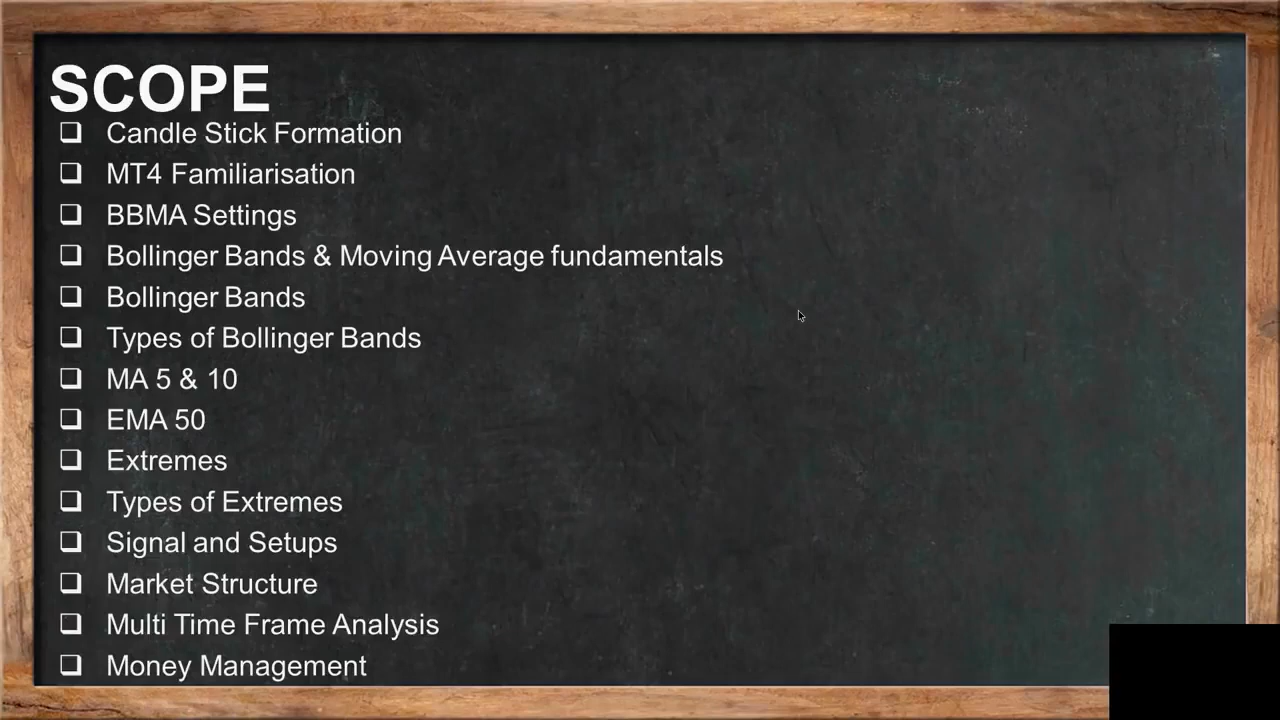 SCOPE
❑ Candle Stick Formation
❑ MT4 Familiarisation
❑ BBMA Settings
❑ Bollinger Bands & Moving Average fundamentals
❑ Bollinger Bands
❑ Types of Bollinger Bands
❑ MA 5 & 10
❑ EMA 50
❑ Extremes
❑ Types of Extremes
❑ Signal and Setups
❑ Market Structure
❑ Multi Time Frame Analysis
❑ Money Management